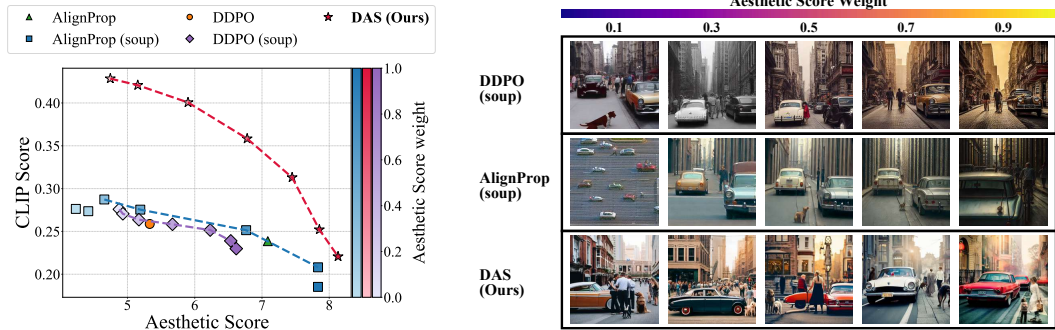 AlignProp
DDPO
DAS (Ours)
AlignProp (soup)
DDPO (soup)
0.40
0.35
0.30
0.25
0.20
CLIP Score
5
6
7
8
Aesthetic Score
1.0
0.8
0.6
0.4
0.2
0.0
Aesthetic Score weight
Aesthetic Score Weight
0.1
0.3
0.5
0.7
0.9
DDPO
(soup)
AlignProp
(soup)
DAS
(Ours)